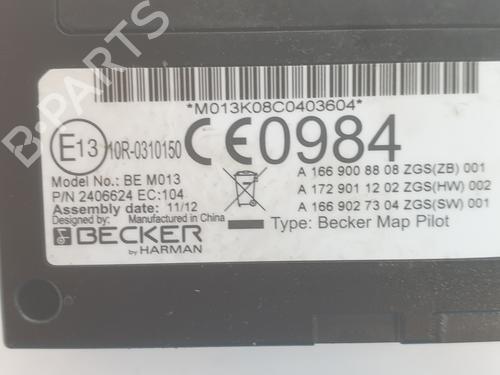 *M013K08C0403604*
E13
10R-0310150
CE0984
Model No.: BE M013
P/N 2406624 EC:104
Assembly date: 11/12
Designed by: Manufactured in China
BECKER
by HARMAN
A 166 900 88 08 ZGS(ZB) 001
A 172 901 12 02 ZGS(HW) 002
A 166 902 73 04 ZGS(SW) 001
Type: Becker Map Pilot
B-PARTS